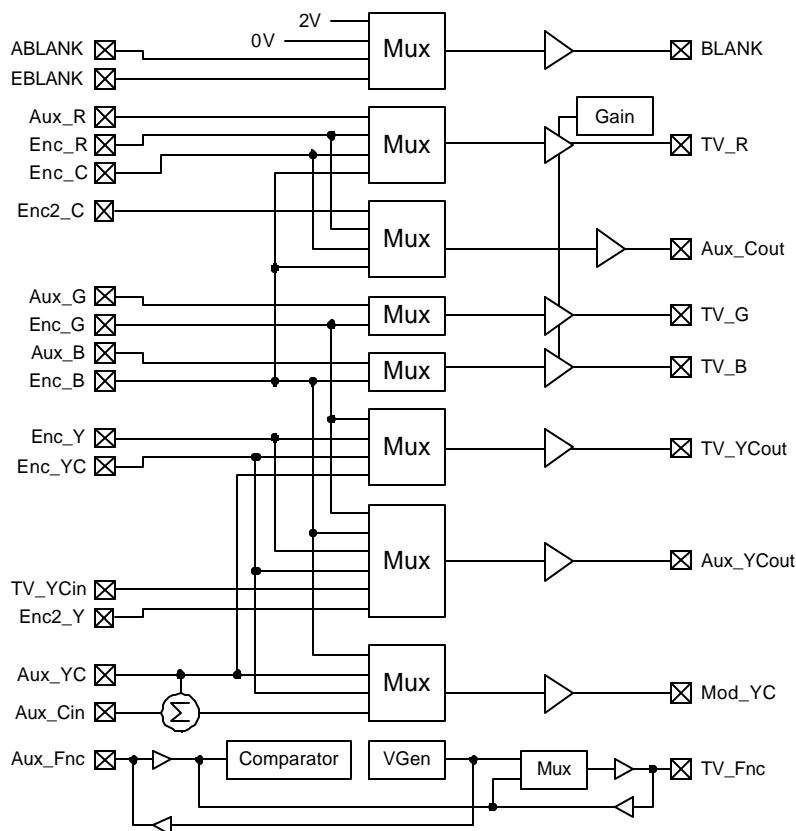 2V
0V
ABLANK
EBLANK
Mux
BLANK
Aux_R
Enc_R
Enc_C
Mux
Gain
TV_R
Enc2_C
Mux
Aux_Cout
Aux_G
Enc_G
Mux
TV_G
Aux_B
Enc_B
Mux
TV_B
Enc_Y
Enc_YC
Mux
TV_YCout
Mux
Aux_YCout
TV_YCin
Enc2_Y
Aux_YC
Aux_Cin
Σ
Mux
Mod_YC
Aux_Fnc
Comparator
VGen
Mux
TV_Fnc